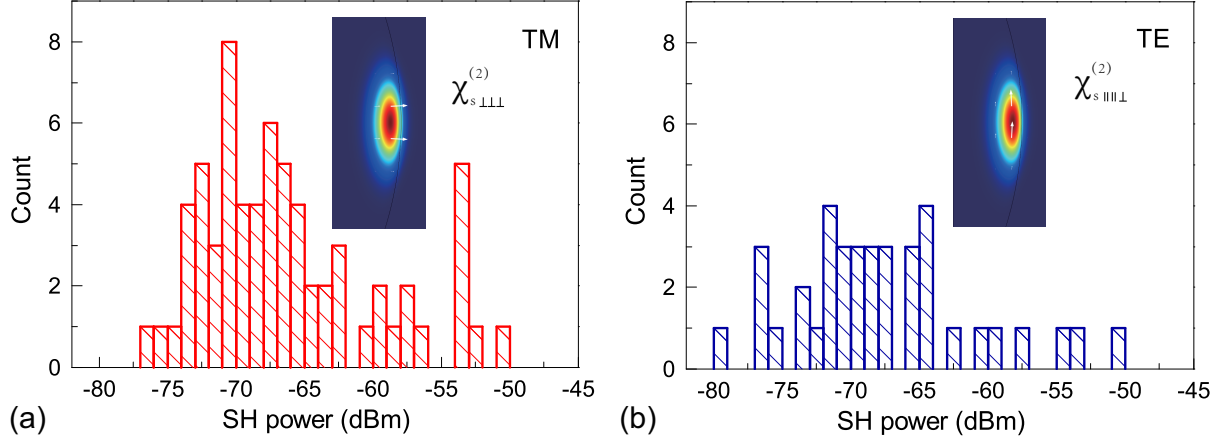 TM
χ(2)s⊥⊥⊥
Count
8
6
4
2
0
-80 -75 -70 -65 -60 -55 -50 -45
SH power (dBm)
(a)
TE
χ(2)s∥∥⊥
Count
8
6
4
2
0
-80 -75 -70 -65 -60 -55 -50 -45
SH power (dBm)
(b)